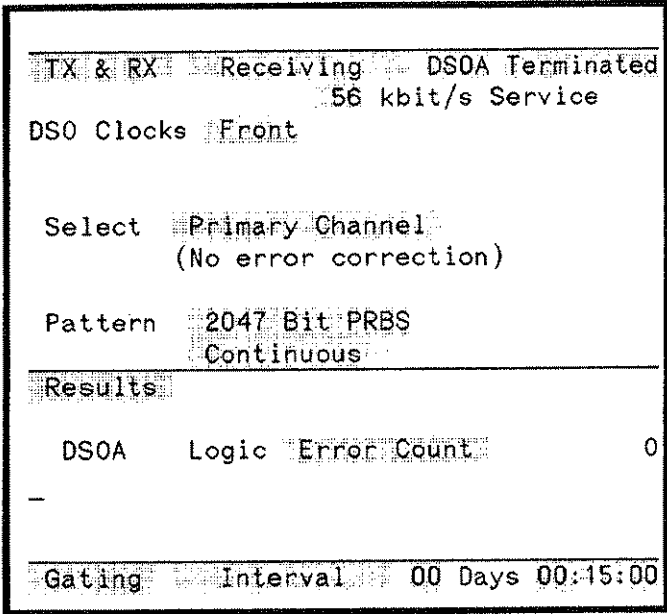 TX & RX Receiving DSOA Terminated
56 kbit/s Service
DSO Clocks Front
Select Primary Channel
(No error correction)
Pattern 2047 Bit PRBS
Continuous
Results
DSOA Logic Error Count 0
_
Gating Interval 00 Days 00:15:00